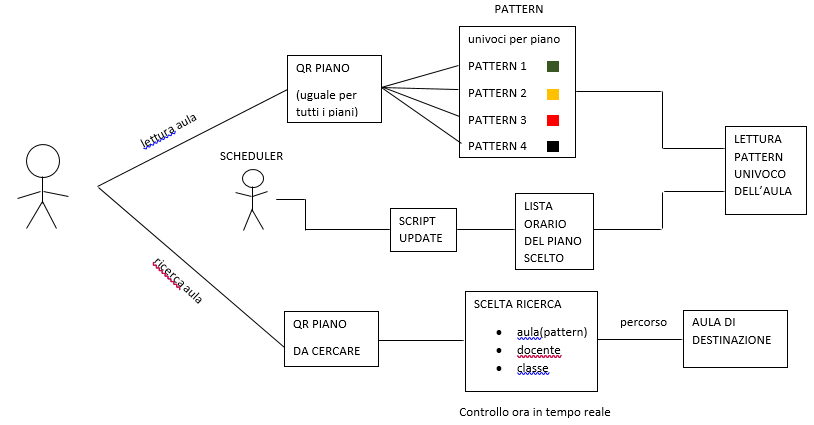 PATTERN
univoci per piano
PATTERN 1
PATTERN 2
PATTERN 3
PATTERN 4
QR PIANO
(uguale per
tutti i piani)
lettura aula
LETTURA
PATTERN
UNIVOCO
DELL'AULA
SCHEDULER
SCRIPT
UPDATE
LISTA
ORARIO
DEL PIANO
SCELTO
ricerca aula
QR PIANO
DA CERCARE
SCELTA RICERCA
• aula(pattern)
• docente
• classe
percorso
AULA DI
DESTINAZIONE
Controllo ora in tempo reale